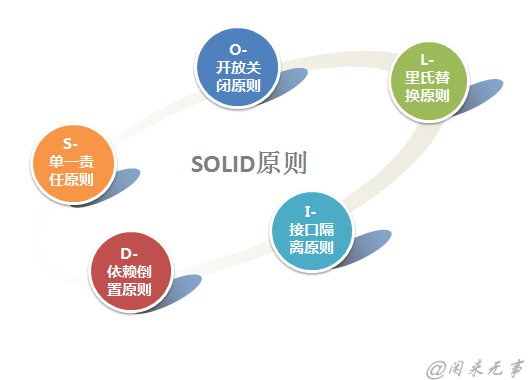 O-
开放关
闭原则
L-
里氏替
换原则
S-
单一责
任原则
SOLID原则
I-
接口隔
离原则
D-
依赖倒
置原则
@闲来无事